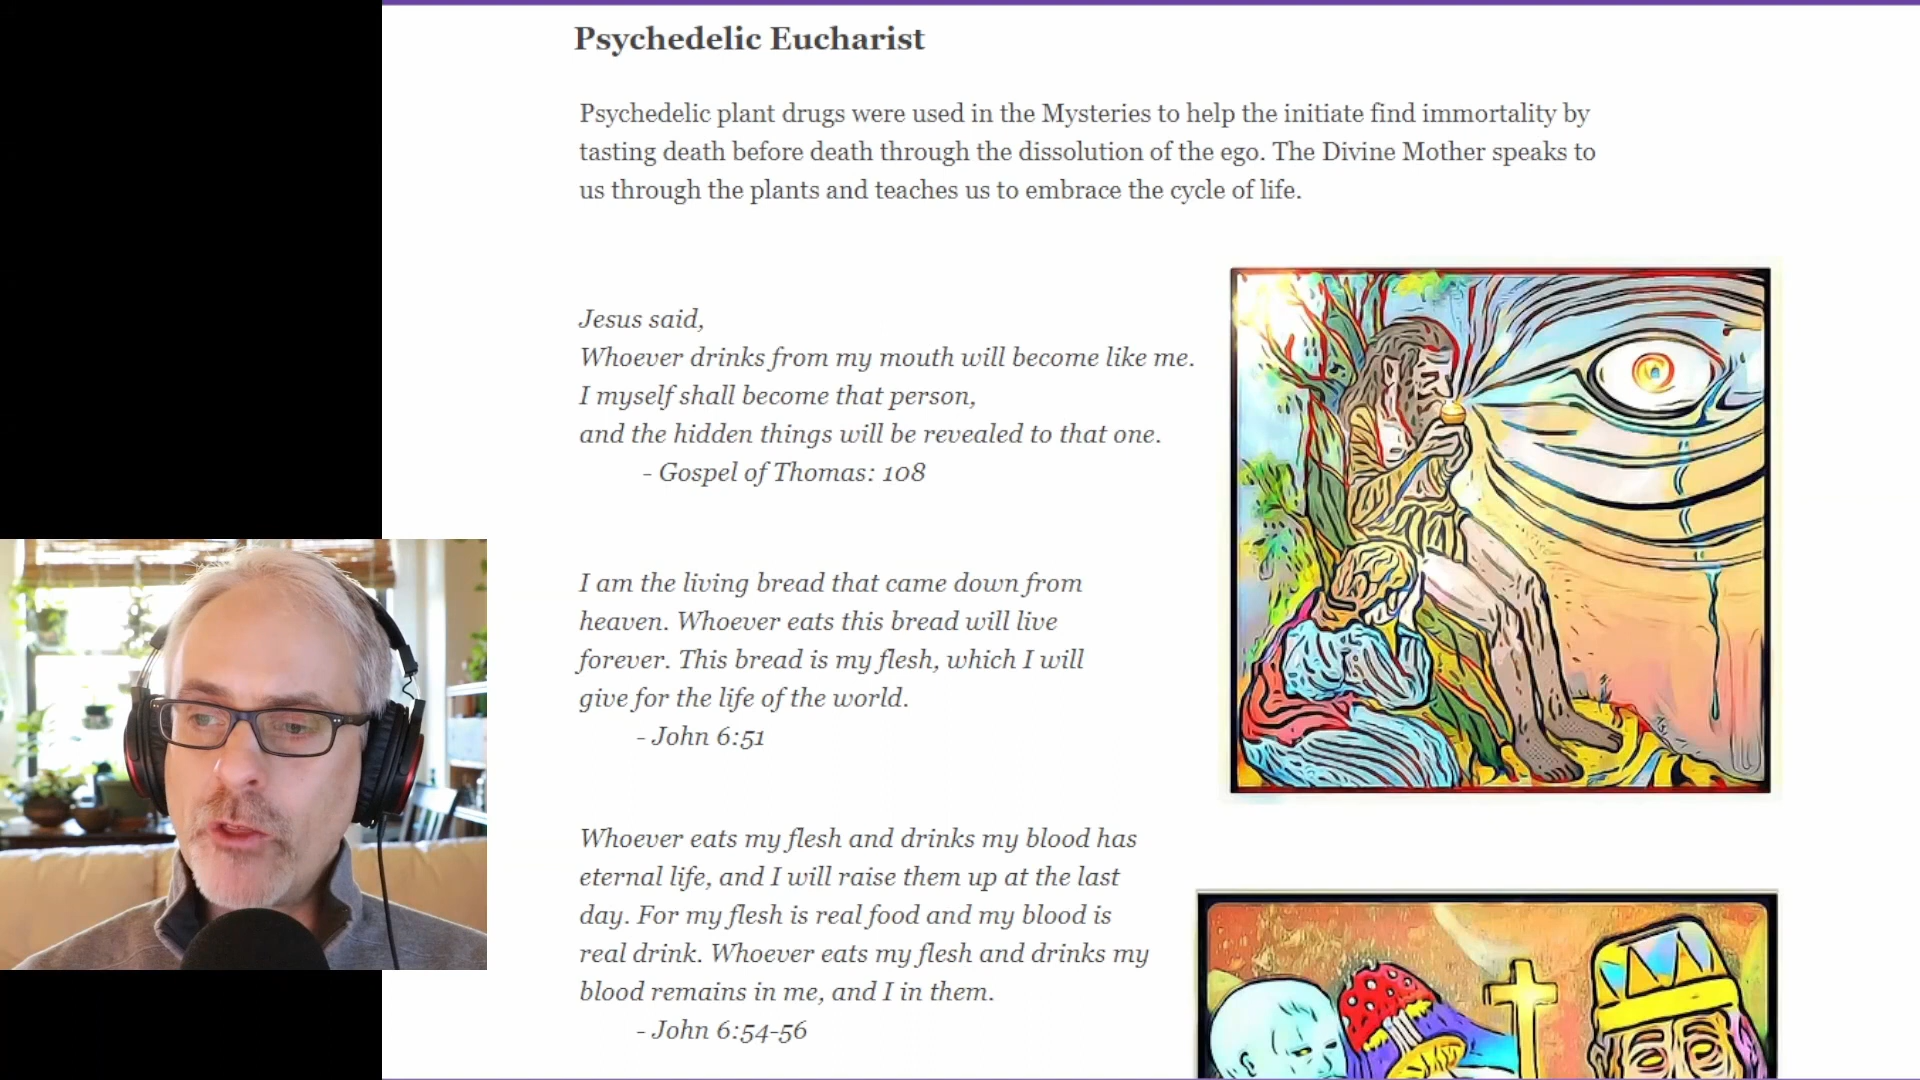 Psychedelic Eucharist
Psychedelic plant drugs were used in the Mysteries to help the initiate find immortality by
tasting death before death through the dissolution of the ego. The Divine Mother speaks to
us through the plants and teaches us to embrace the cycle of life.
Jesus said,
Whoever drinks from my mouth will become like me.
I myself shall become that person,
and the hidden things will be revealed to that one.
- Gospel of Thomas: 108
I am the living bread that came down from
heaven. Whoever eats this bread will live
forever. This bread is my flesh, which I will
give for the life of the world.
- John 6:51
Whoever eats my flesh and drinks my blood has
eternal life, and I will raise them up at the last
day. For my flesh is real food and my blood is
real drink. Whoever eats my flesh and drinks my
blood remains in me, and I in them.
- John 6:54-56